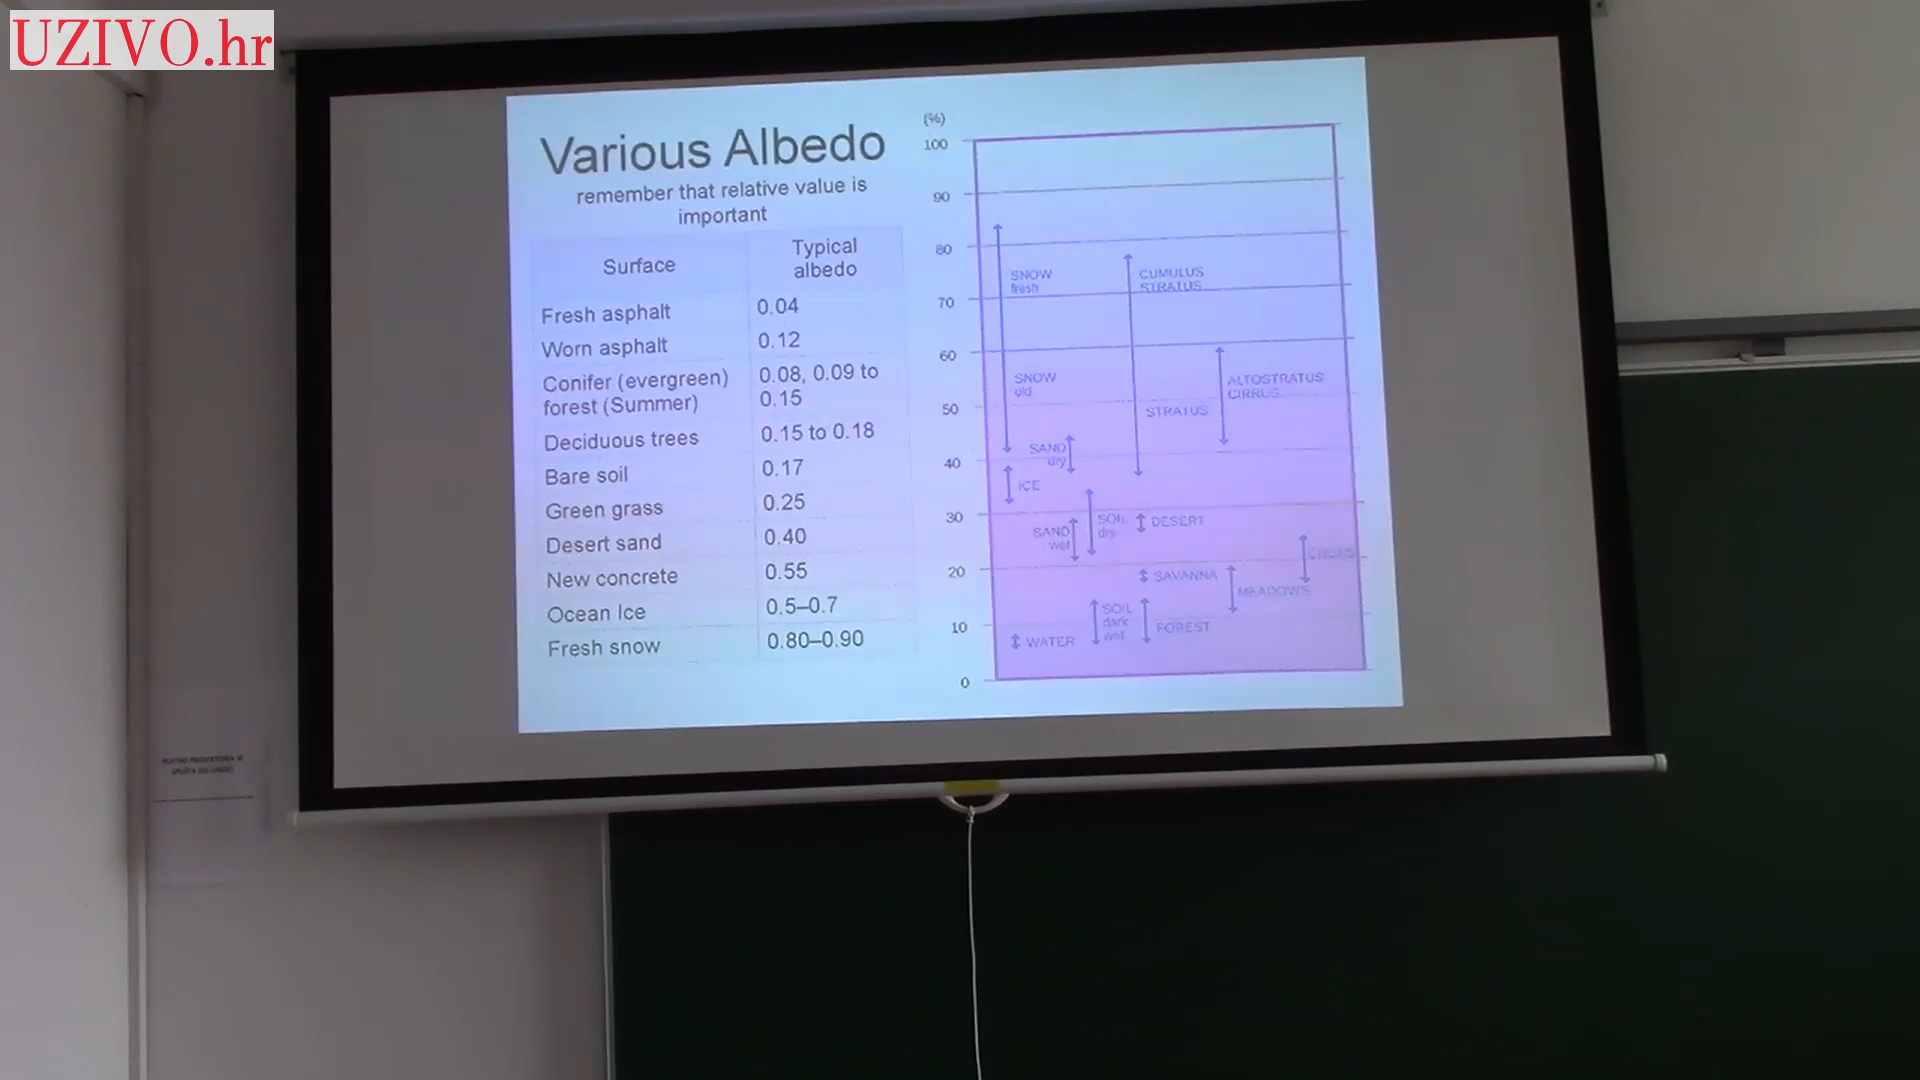 UZIVO.hr
Various Albedo
remember that relative value is
important
Surface Typical
albedo
Fresh asphalt 0.04
Worn asphalt 0.12
Conifer (evergreen) 0.08, 0.09 to
forest (Summer) 0.15
Deciduous trees 0.15 to 0.18
Bare soil 0.17
Green grass 0.25
Desert sand 0.40
New concrete 0.55
Ocean Ice 0.5–0.7
Fresh snow 0.80–0.90
(%)
100
90
80
70
60
50
40
30
20
10
0
SNOW
fresh
CUMULUS
STRATUS
SNOW
old
ALTOSTRATUS
CIRRUS
STRATUS
SAND
dry
ICE
SAND
wet
SOIL
dry
DESERT
SAVANNA
MEADOWS
SOIL
dark
wet
FOREST
WATER